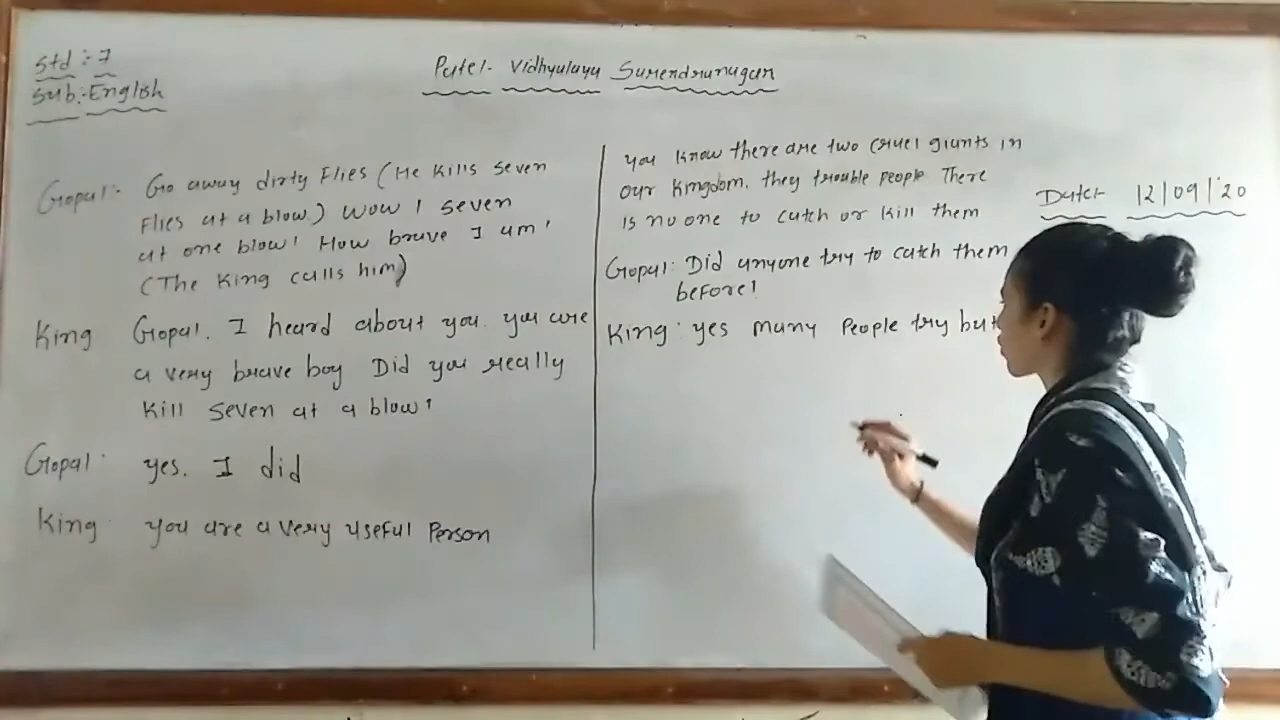 Std :- 7
Sub:- English
Patel- Vidhyalaya Surendranagar
Date:- 12/09/'20
Gopal:- Go away dirty Flies (He kills seven
Flies at a blow.) Wow! seven
at one blow! How brave I am!
(The King calls him)
King Gopal. I heard about you. you are
a very brave boy Did you really
kill seven at a blow!
Gopal: yes. I did
King you are a very useful Person
you know there are two cruel giants in
our kingdom. they trouble people There
is no one to catch or kill them
Gopal: Did anyone try to catch them
before!
King: yes many People try but